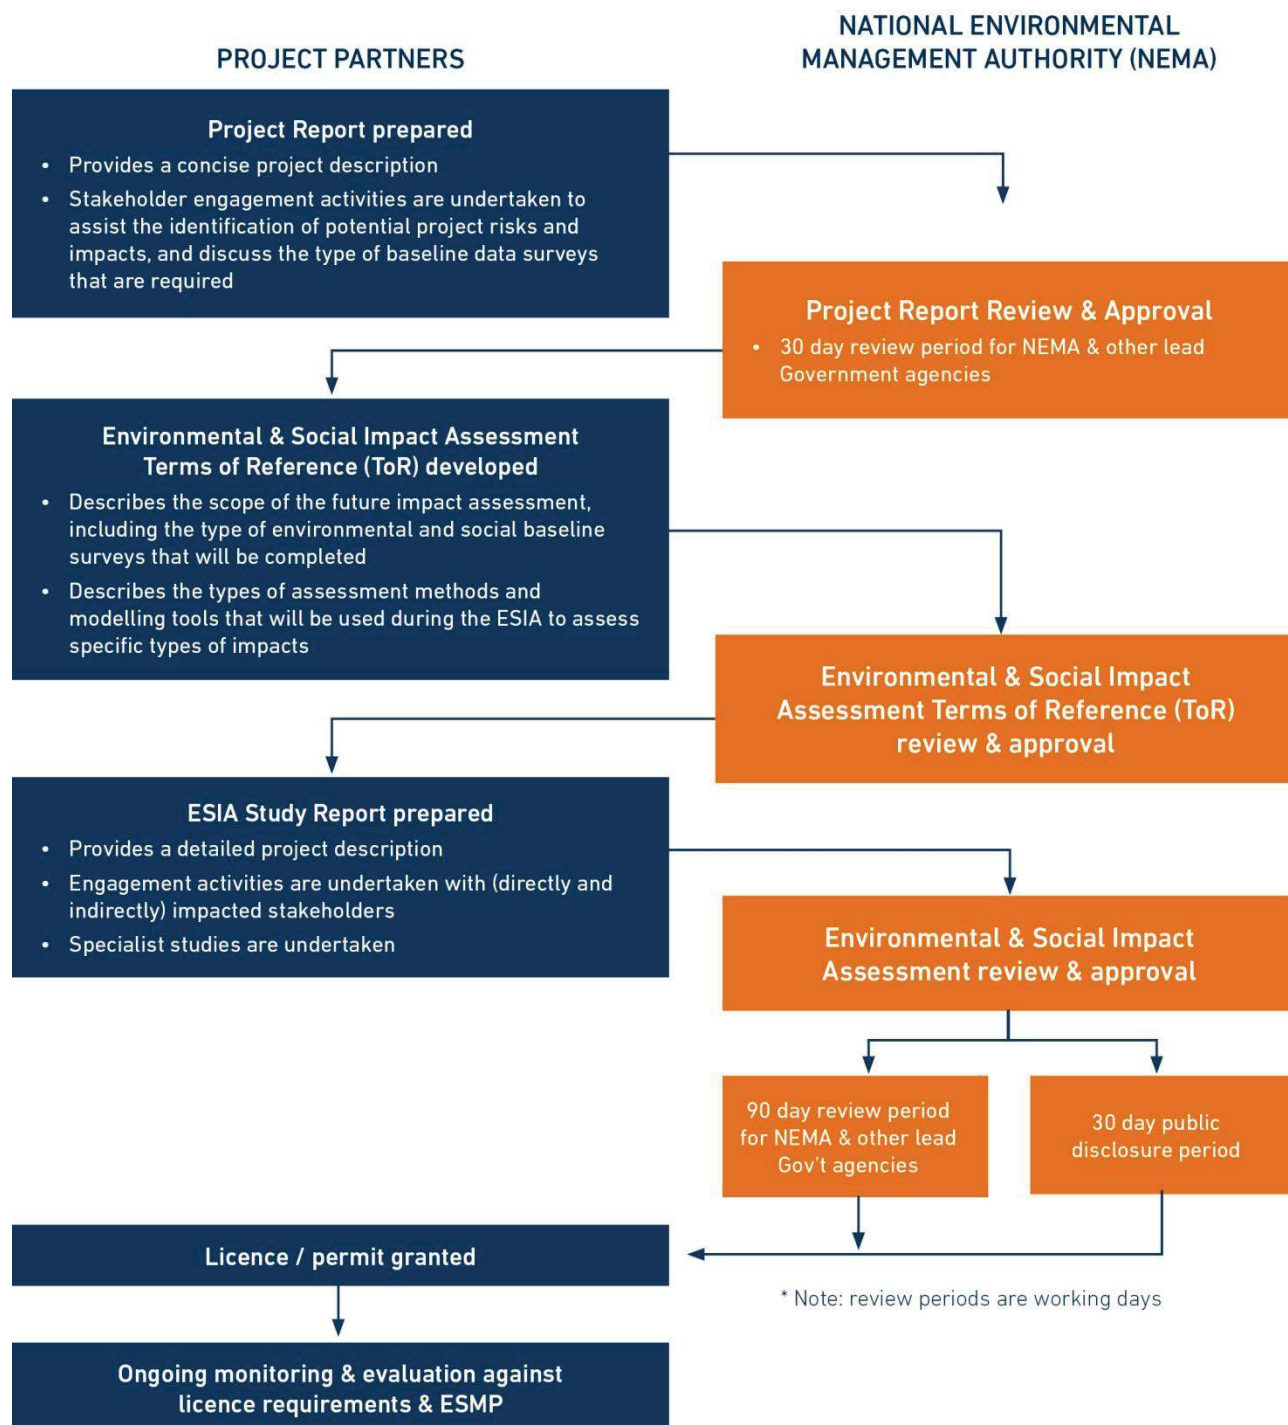 PROJECT PARTNERS
NATIONAL ENVIRONMENTAL
MANAGEMENT AUTHORITY (NEMA)
Project Report prepared
• Provides a concise project description
• Stakeholder engagement activities are undertaken to
assist the identification of potential project risks and
impacts, and discuss the type of baseline data surveys
that are required
Project Report Review & Approval
• 30 day review period for NEMA & other lead
Government agencies
Environmental & Social Impact Assessment
Terms of Reference (ToR) developed
• Describes the scope of the future impact assessment,
including the type of environmental and social baseline
surveys that will be completed
• Describes the types of assessment methods and
modelling tools that will be used during the ESIA to assess
specific types of impacts
Environmental & Social Impact
Assessment Terms of Reference (ToR)
review & approval
ESIA Study Report prepared
• Provides a detailed project description
• Engagement activities are undertaken with (directly and
indirectly) impacted stakeholders
• Specialist studies are undertaken
Environmental & Social Impact
Assessment review & approval
90 day review period
for NEMA & other lead
Gov't agencies
30 day public
disclosure period
Licence / permit granted
* Note: review periods are working days
Ongoing monitoring & evaluation against
licence requirements & ESMP